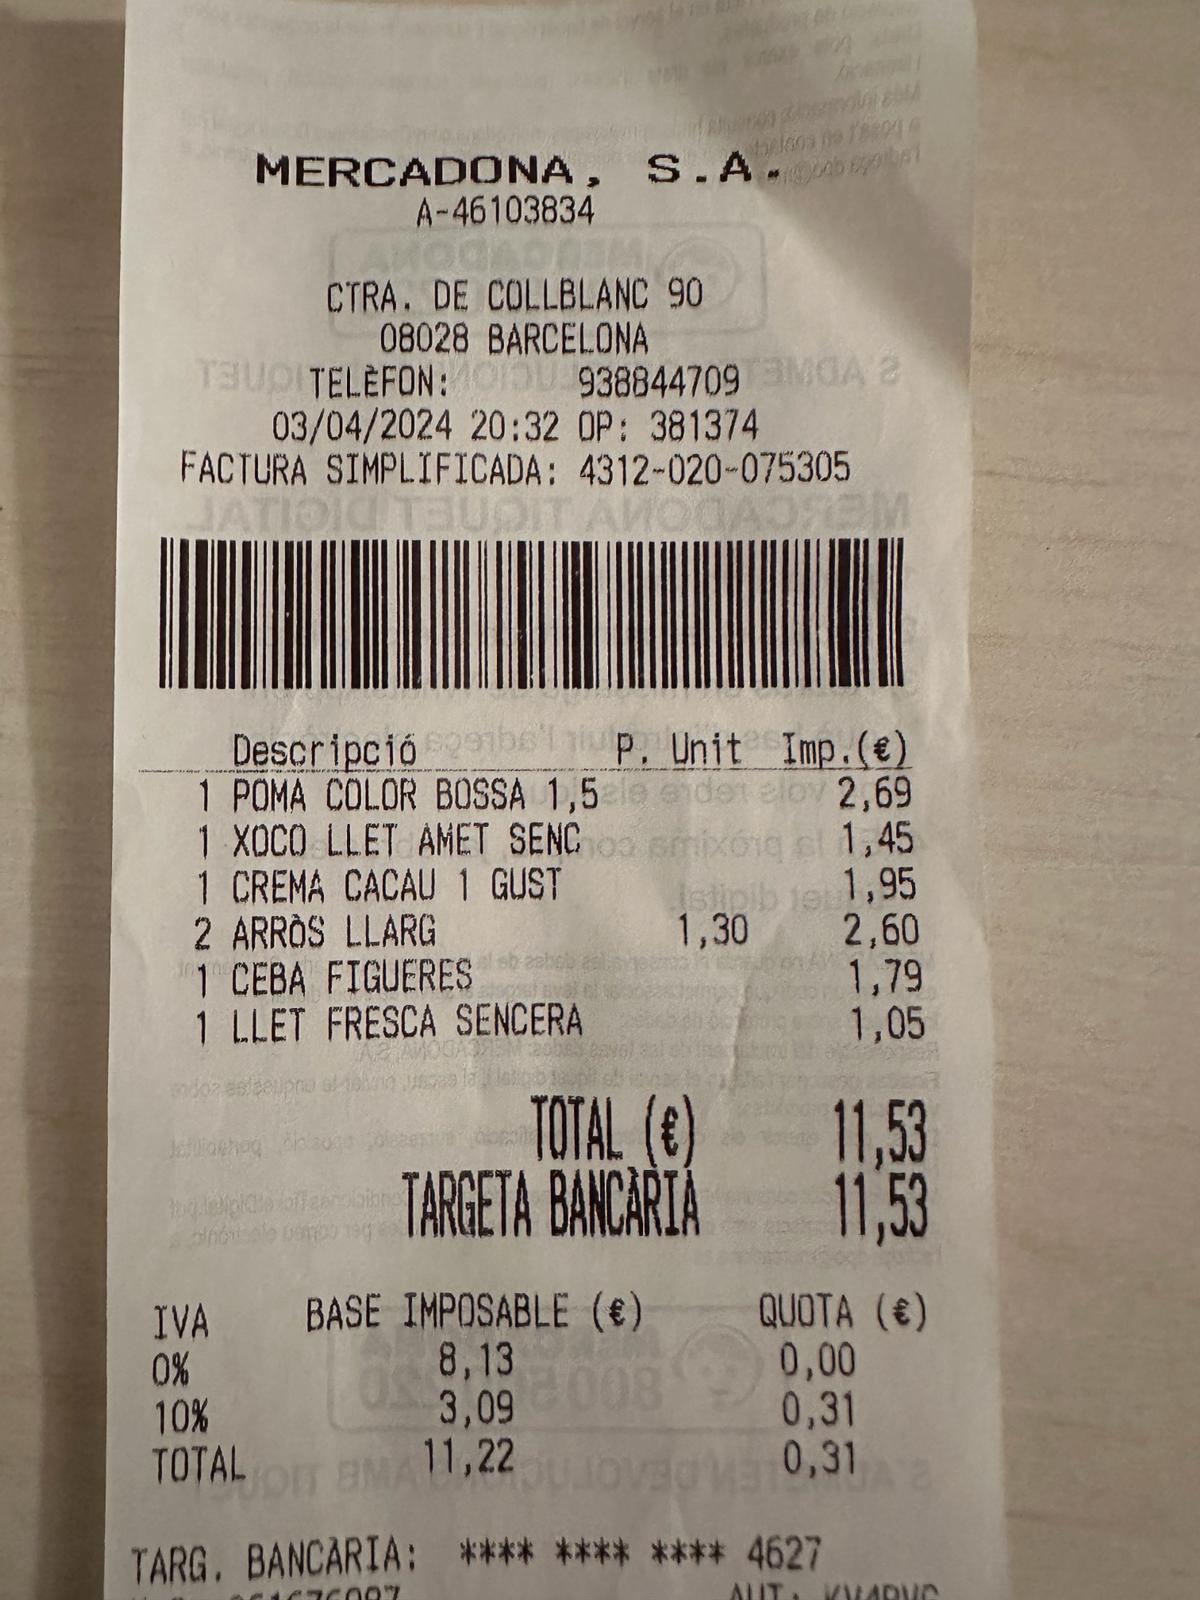 MERCADONA, S.A.
A-46103834
CTRA. DE COLLBLANC 90
08028 BARCELONA
TELÈFON: 938844709
03/04/2024 20:32 OP: 381374
FACTURA SIMPLIFICADA: 4312-020-075305
Descripció P. Unit Imp.(€)
1 POMA COLOR BOSSA 1,5 2,69
1 XOCO LLET AMET SENC 1,45
1 CREMA CACAU 1 GUST 1,95
2 ARRÒS LLARG 1,30 2,60
1 CEBA FIGUERES 1,79
1 LLET FRESCA SENCERA 1,05
TOTAL (€) 11,53
TARGETA BANCÀRIA 11,53
IVA BASE IMPOSABLE (€) QUOTA (€)
0% 8,13 0,00
10% 3,09 0,31
TOTAL 11,22 0,31
TARG. BANCÀRIA: **** **** **** 4627
AUT: